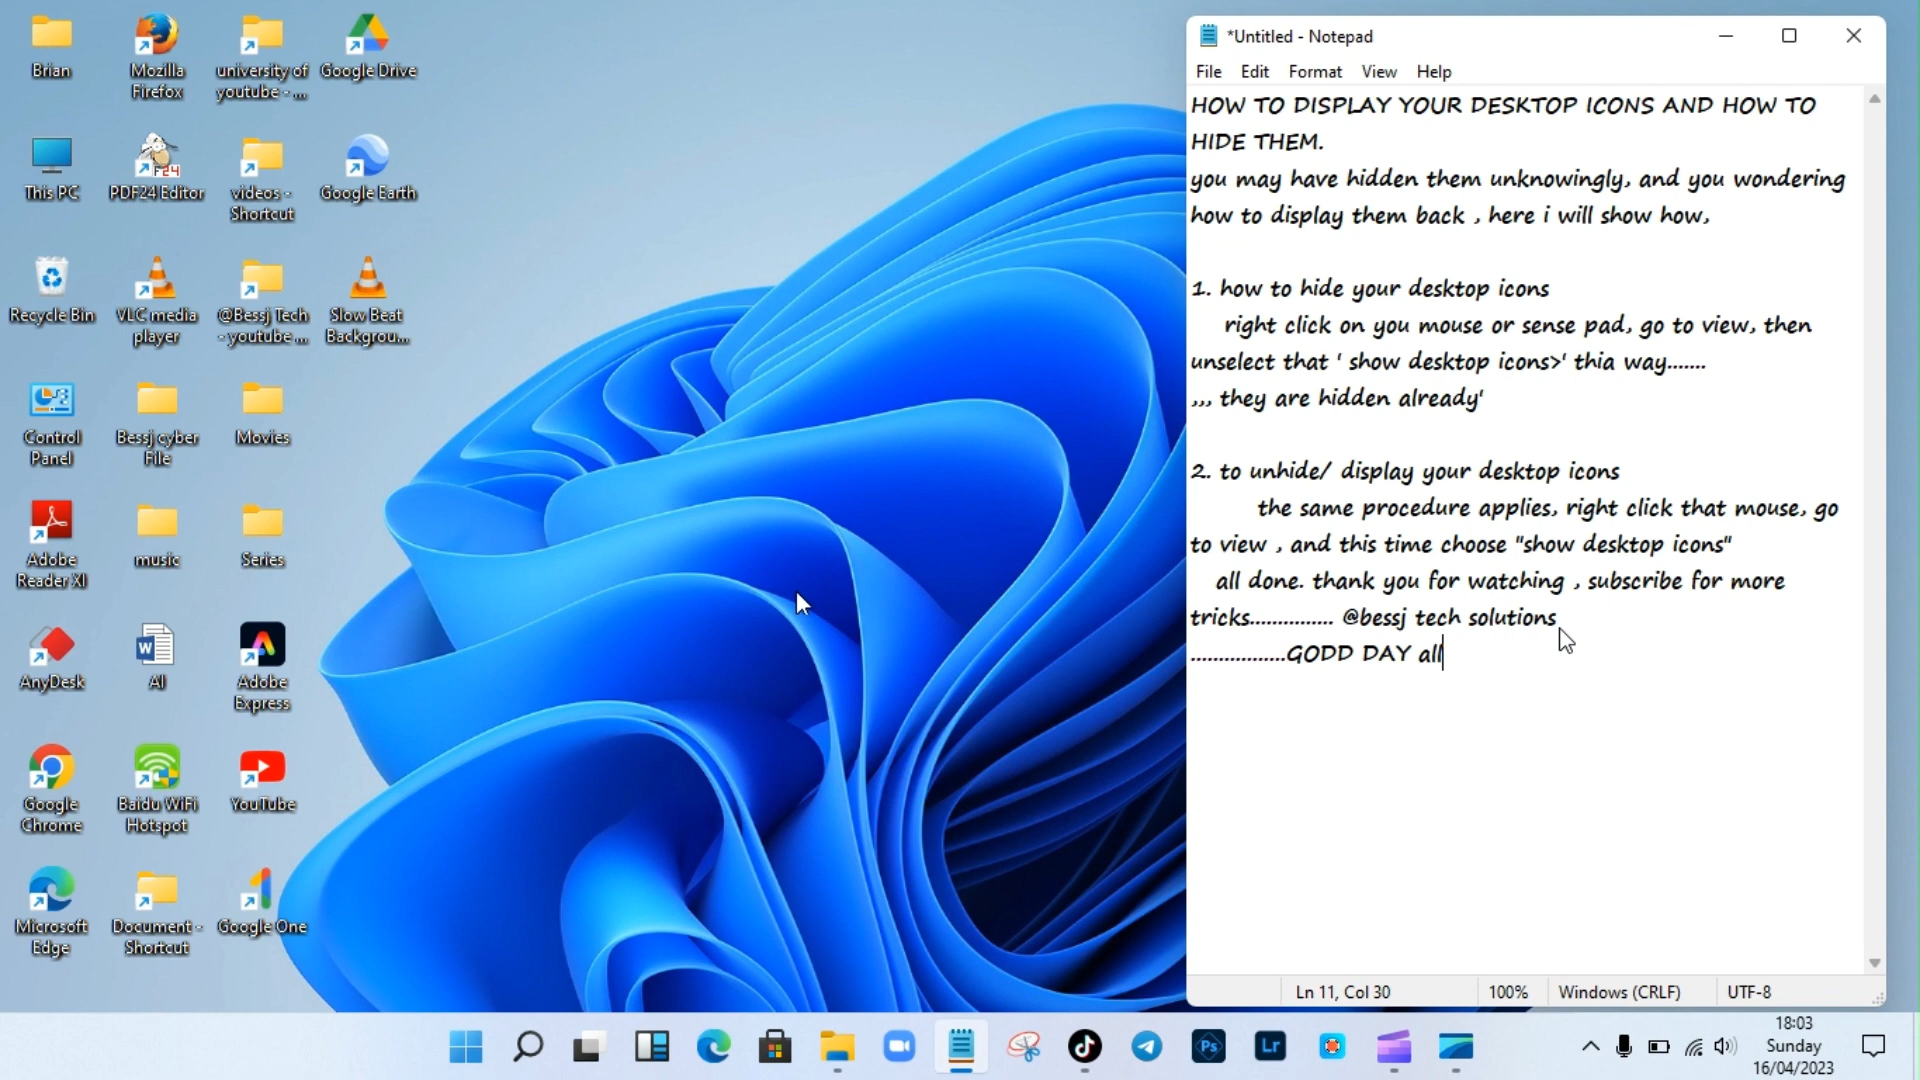 Brian
Mozilla
Firefox
university of
youtube - ...
Google Drive
This PC
PDF24 Editor
videos -
Shortcut
Google Earth
Recycle Bin
VLC media
player
@Bessj Tech
- youtube ...
Slow Beat
Backgrou...
Control
Panel
Bessj cyber
File
Movies
Adobe
Reader XI
music
Series
AnyDesk
AI
Adobe
Express
Google
Chrome
Baidu WiFi
Hotspot
YouTube
Microsoft
Edge
Document -
Shortcut
Google One
*Untitled - Notepad
File Edit Format View Help
HOW TO DISPLAY YOUR DESKTOP ICONS AND HOW TO
HIDE THEM.
you may have hidden them unknowingly, and you wondering
how to display them back , here i will show how,
1. how to hide your desktop icons
right click on you mouse or sense pad, go to view, then
unselect that ' show desktop icons>' thia way.......
,,, they are hidden already'
2. to unhide/ display your desktop icons
the same procedure applies, right click that mouse, go
to view , and this time choose "show desktop icons"
all done. thank you for watching , subscribe for more
tricks............... @bessj tech solutions
.................GODD DAY all
Ln 11, Col 30 100% Windows (CRLF) UTF-8
F24
W
Ps
Lr
18:03
Sunday
16/04/2023